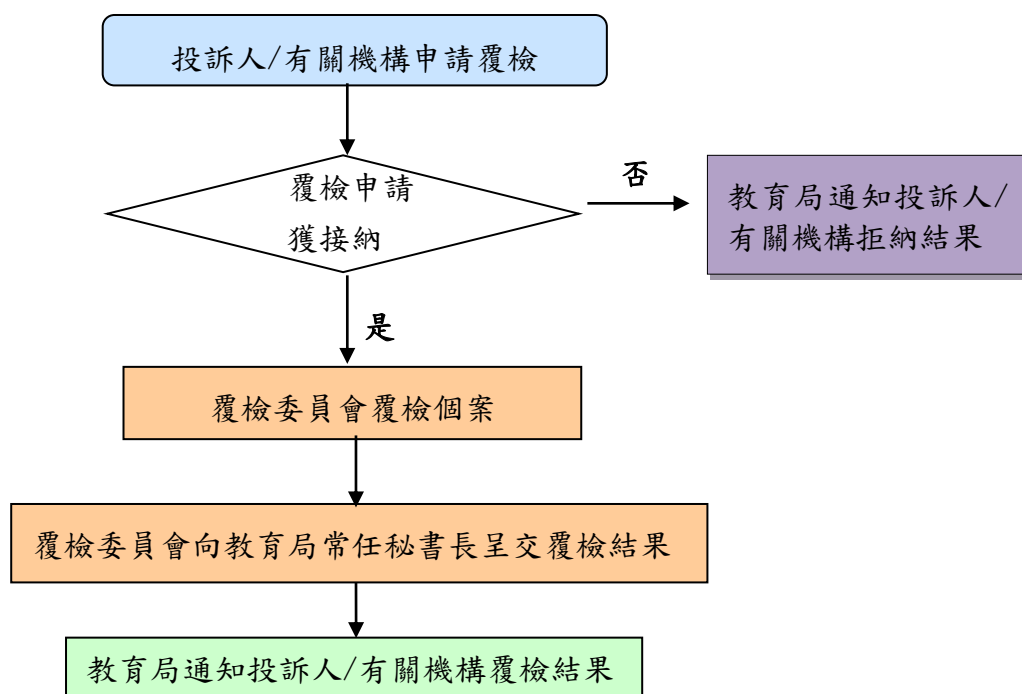 投訴人/有關機構申請覆檢
覆檢申請
獲接納
否
教育局通知投訴人/
有關機構拒納結果
是
覆檢委員會覆檢個案
覆檢委員會向教育局常任秘書長呈交覆檢結果
教育局通知投訴人/有關機構覆檢結果